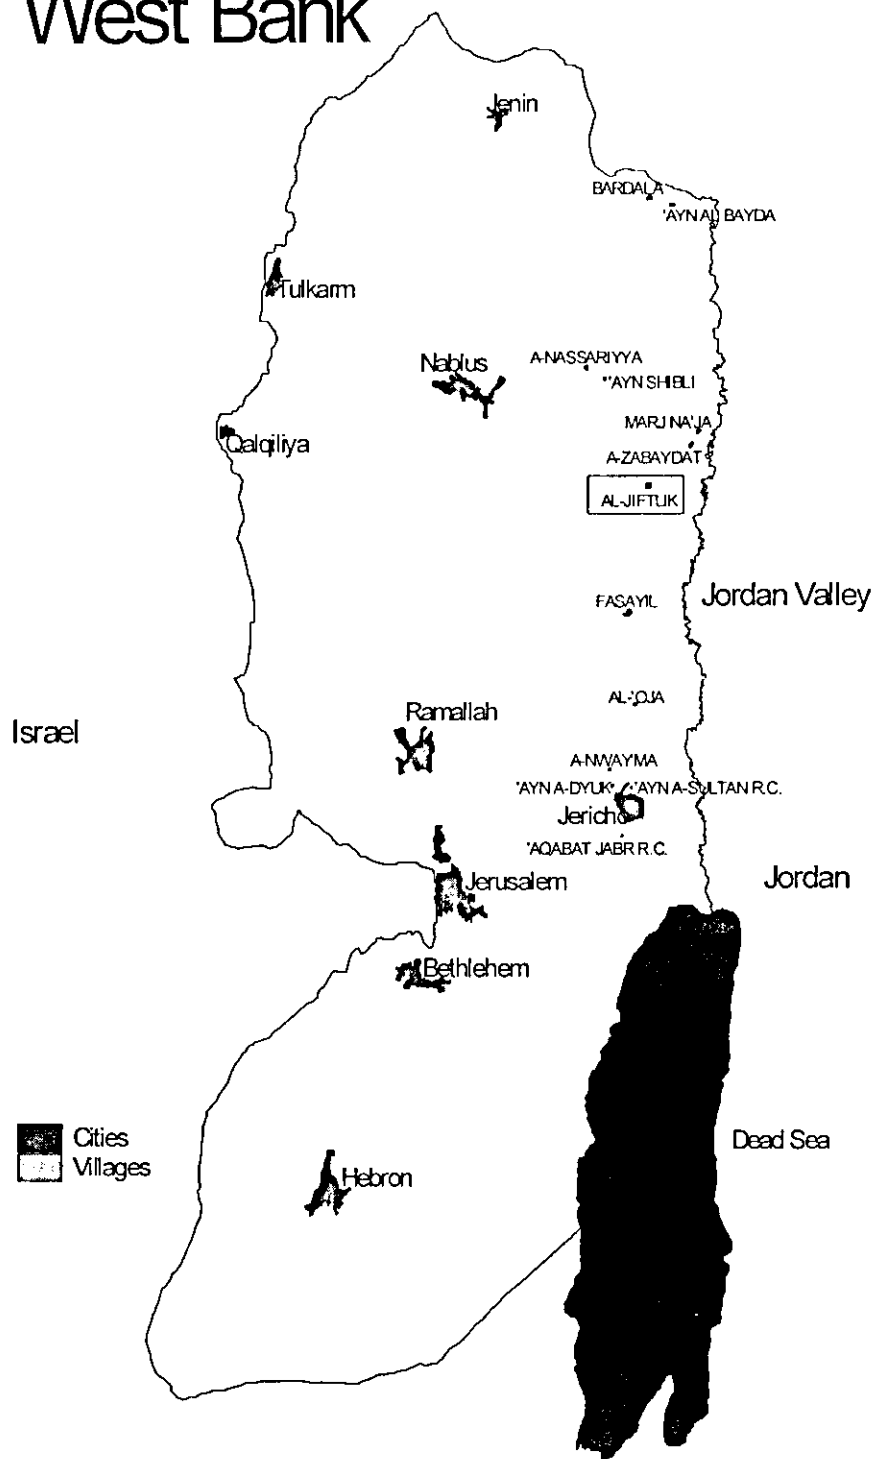 West Bank
Jenin
BARDALA
'AYN AL BAYDA
Tulkarm
Nablus
A-NASSARIYYA
'AYN SHIBLI
MARJ NA'JA
Qalqiliya
A-ZABAYDAT
AL-JIFTLIK
FASAYIL
Jordan Valley
AL-'OJA
Ramallah
Israel
A-NWAYMA
'AYN A-DYUK
'AYN A-SULTAN R.C.
Jericho
'AQABAT JABR R.C.
Jerusalem
Jordan
Bethlehem
Cities
Dead Sea
Villages
Hebron